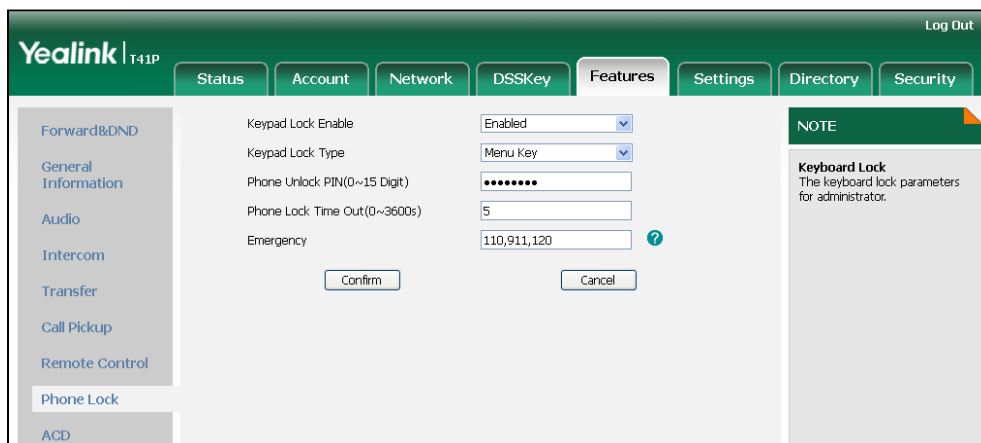 Log Out
Yealink | T41P
Status Account Network DSSKey Features Settings Directory Security
Forward&DND
General
Information
Audio
Intercom
Transfer
Call Pickup
Remote Control
Phone Lock
ACD
Keypad Lock Enable Enabled
Keypad Lock Type Menu Key
Phone Unlock PIN(0~15 Digit) ••••••••
Phone Lock Time Out(0~3600s) 5
Emergency 110,911,120 ?
Confirm Cancel
NOTE
Keyboard Lock
The keyboard lock parameters
for administrator.